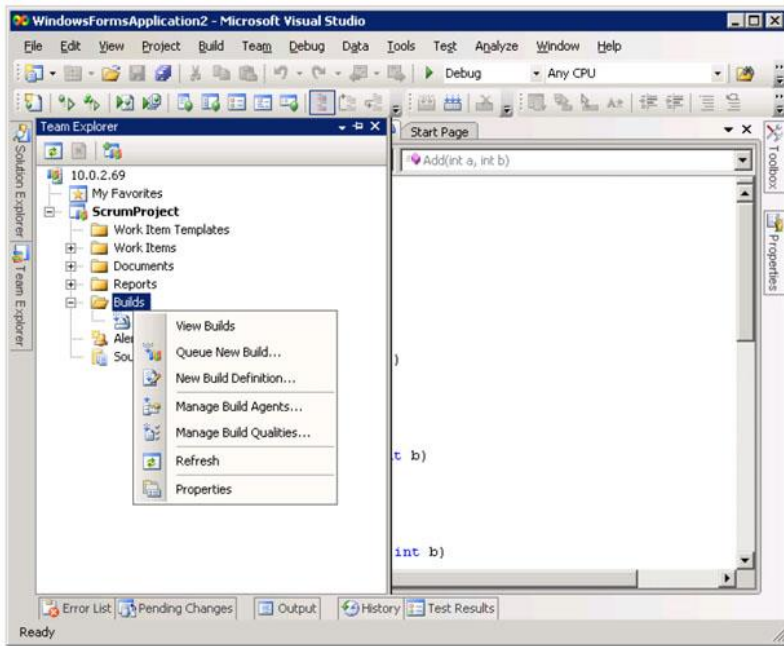 WindowsFormsApplication2 - Microsoft Visual Studio
File Edit View Project Build Team Debug Data Tools Test Analyze Window Help
Debug Any CPU
Team Explorer
Start Page
Add(int a, int b)
Solution Explorer
Team Explorer
Toolbox
Properties
10.0.2.69
My Favorites
ScrumProject
Work Item Templates
Work Items
Documents
Reports
Builds
Aler
Sou
View Builds
Queue New Build...
New Build Definition...
Manage Build Agents...
Manage Build Qualities...
Refresh
Properties
)
t b)
int b)
Error List Pending Changes Output History Test Results
Ready